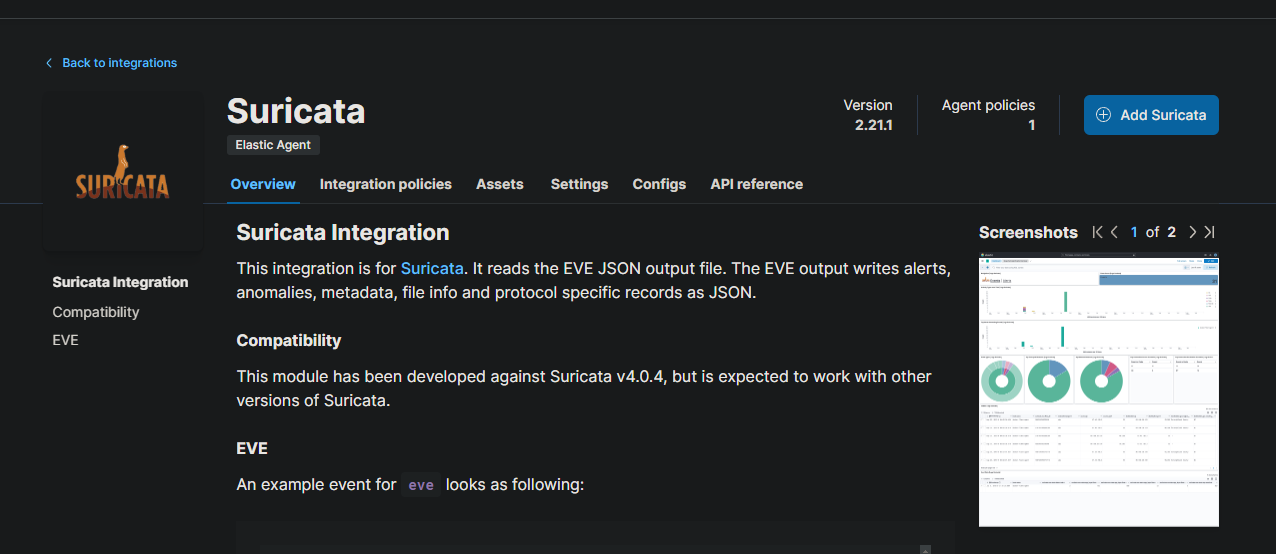 Back to integrations
SURICATA
Suricata
Elastic Agent
Version
2.21.1
Agent policies
1
Add Suricata
Overview
Integration policies
Assets
Settings
Configs
API reference
Suricata Integration
Compatibility
EVE
Suricata Integration
This integration is for Suricata. It reads the EVE JSON output file. The EVE output writes alerts,
anomalies, metadata, file info and protocol specific records as JSON.
Compatibility
This module has been developed against Suricata v4.0.4, but is expected to work with other
versions of Suricata.
EVE
An example event for eve looks as following:
Screenshots
1 of 2